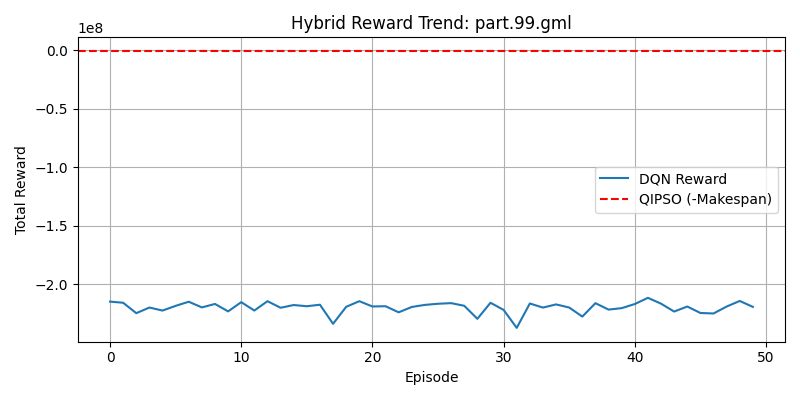 Hybrid Reward Trend: part.99.gml
1e8
0.0
−0.5
−1.0
−1.5
−2.0
Total Reward
DQN Reward
QIPSO (-Makespan)
0 10 20 30 40 50
Episode